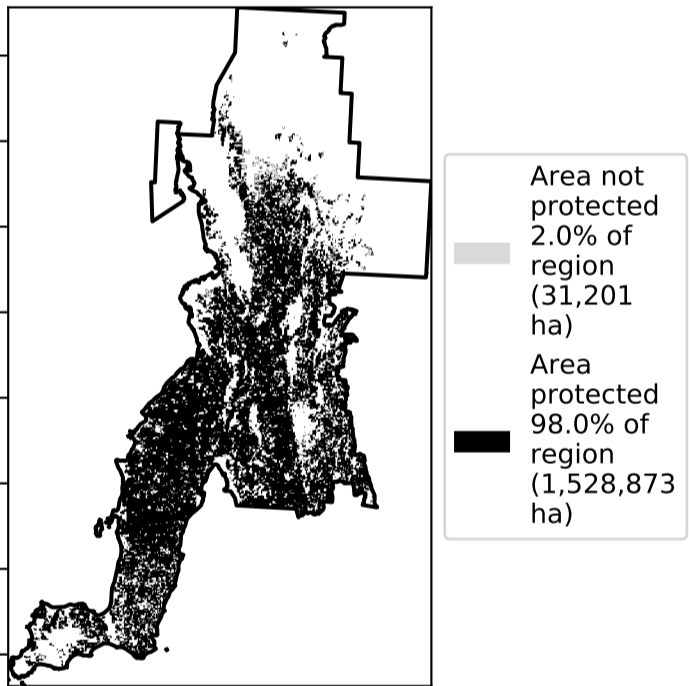 Area not
protected
2.0% of
region
(31,201
ha)
Area
protected
98.0% of
region
(1,528,873
ha)